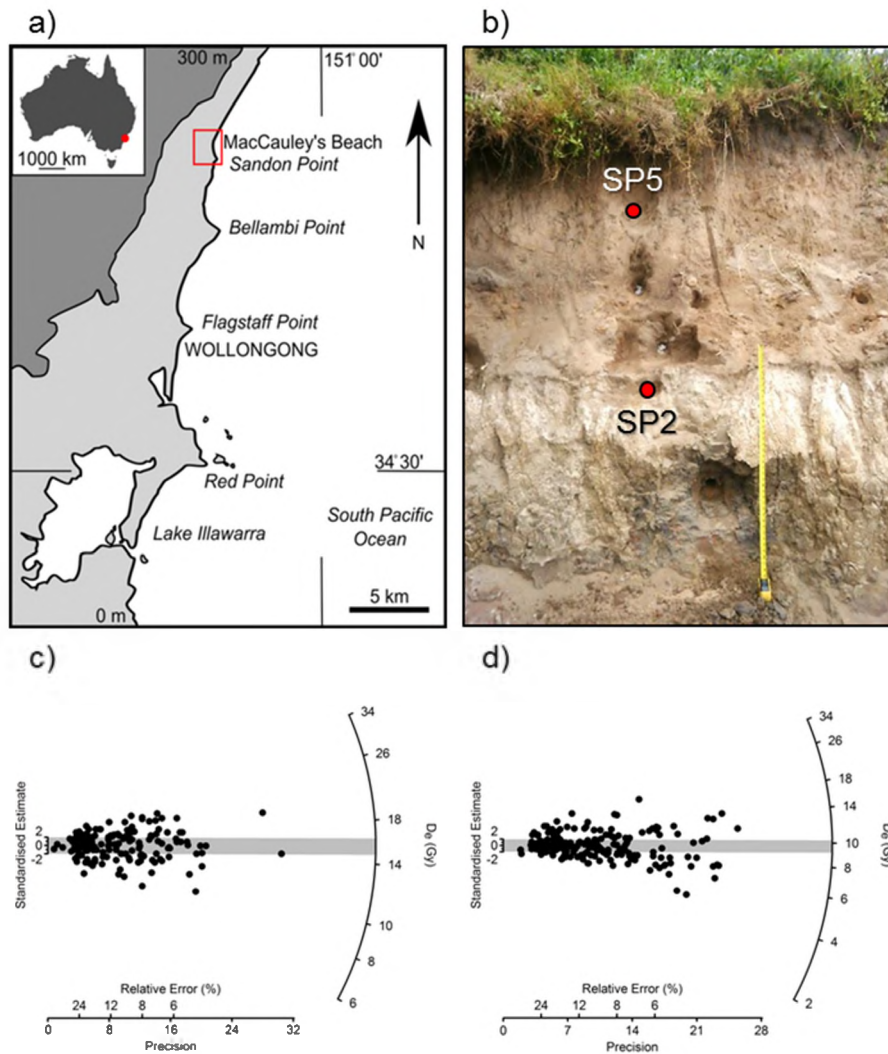 a)
b)
300 m
151°00'
1000 km
MacCauley's Beach
Sandon Point
Bellambi Point
N
Flagstaff Point
WOLLONGONG
34°30'
Red Point
South Pacific
Ocean
Lake Illawarra
5 km
0 m
SP5
SP2
c)
d)
34
26
18
14
10
8
6
De (Gy)
Standardised Estimate
2
0
-2
Relative Error (%)
24 12 8 6
0 8 16 24 32
Precision
34
26
18
14
10
8
6
4
2
De (Gy)
Standardised Estimate
2
0
-2
Relative Error (%)
24 12 8 6
0 7 14 21 28
Precision